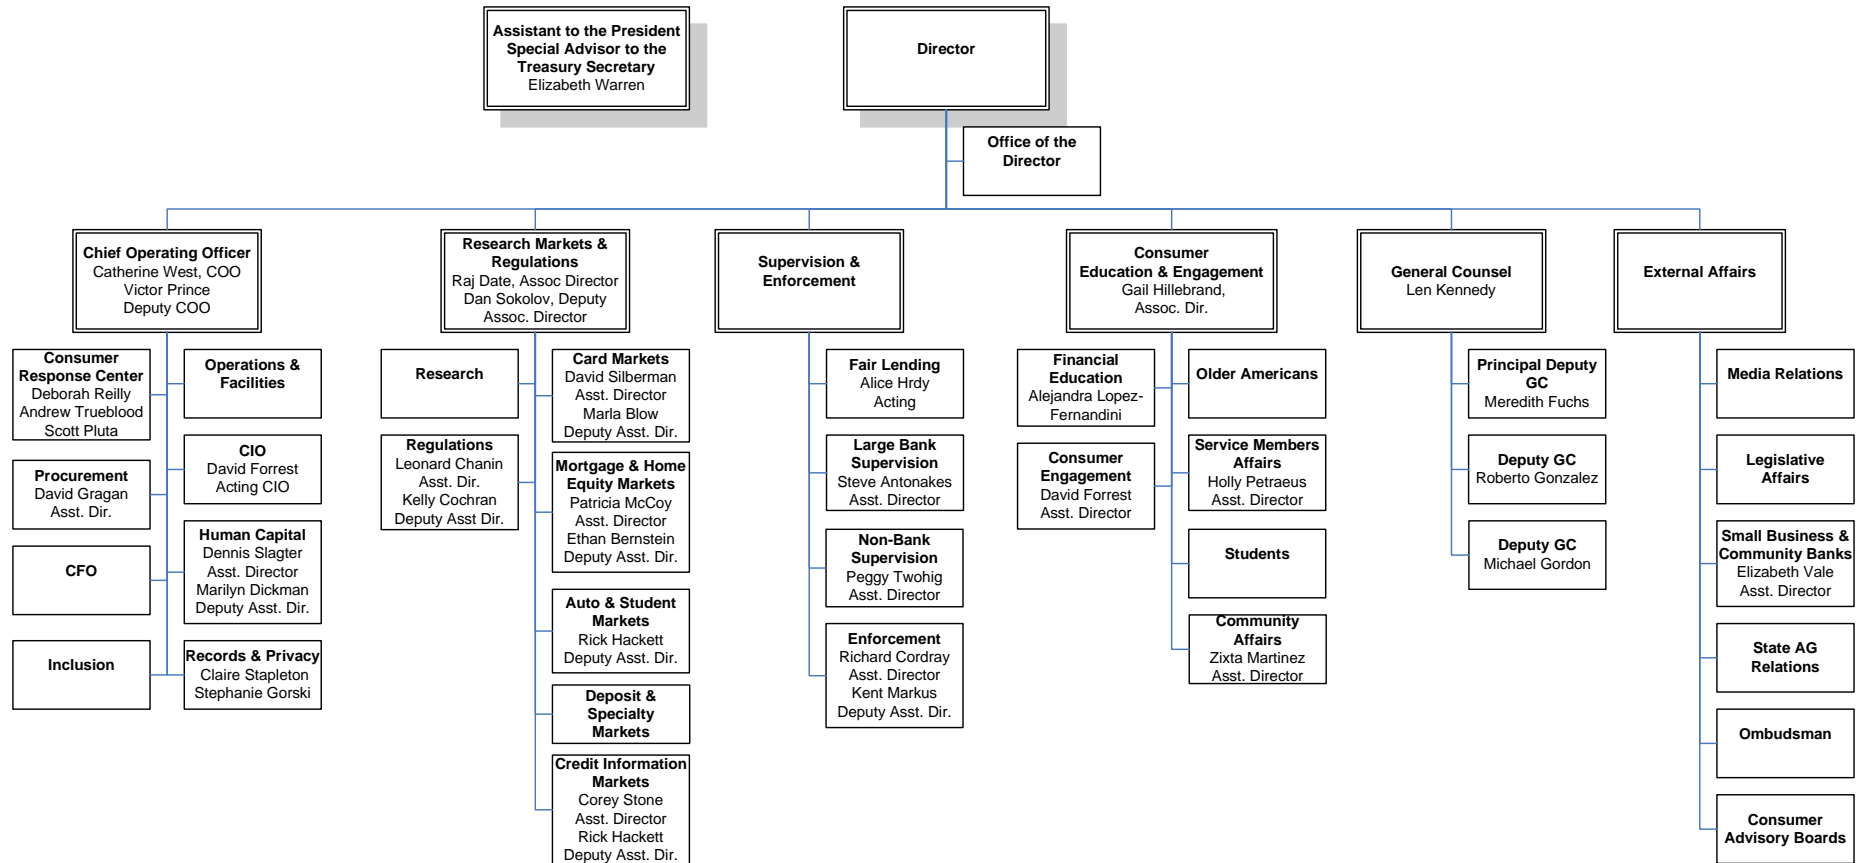 Assistant to the President
Special Advisor to the
Treasury Secretary
Elizabeth Warren
Director
Office of the
Director
Chief Operating Officer
Catherine West, COO
Victor Prince
Deputy COO
Consumer
Response Center
Deborah Reilly
Andrew Trueblood
Scott Pluta
Operations &
Facilities
Procurement
David Gragan
Asst. Dir.
CIO
David Forrest
Acting CIO
CFO
Human Capital
Dennis Slagter
Asst. Director
Marilyn Dickman
Deputy Asst. Dir.
Inclusion
Records & Privacy
Claire Stapleton
Stephanie Gorski
Research Markets &
Regulations
Raj Date, Assoc Director
Dan Sokolov, Deputy
Assoc. Director
Research
Card Markets
David Silberman
Asst. Director
Marla Blow
Deputy Asst. Dir.
Regulations
Leonard Chanin
Asst. Dir.
Kelly Cochran
Deputy Asst Dir.
Mortgage & Home
Equity Markets
Patricia McCoy
Asst. Director
Ethan Bernstein
Deputy Asst. Dir.
Auto & Student
Markets
Rick Hackett
Deputy Asst. Dir.
Deposit &
Specialty
Markets
Credit Information
Markets
Corey Stone
Asst. Director
Rick Hackett
Deputy Asst. Dir.
Supervision &
Enforcement
Fair Lending
Alice Hrdy
Acting
Large Bank
Supervision
Steve Antonakes
Asst. Director
Non-Bank
Supervision
Peggy Twohig
Asst. Director
Enforcement
Richard Cordray
Asst. Director
Kent Markus
Deputy Asst. Dir.
Consumer
Education & Engagement
Gail Hillebrand,
Assoc. Dir.
Financial
Education
Alejandra Lopez-
Fernandini
Older Americans
Consumer
Engagement
David Forrest
Asst. Director
Service Members
Affairs
Holly Petraeus
Asst. Director
Students
Community
Affairs
Zixta Martinez
Asst. Director
General Counsel
Len Kennedy
Principal Deputy
GC
Meredith Fuchs
Deputy GC
Roberto Gonzalez
Deputy GC
Michael Gordon
External Affairs
Media Relations
Legislative
Affairs
Small Business &
Community Banks
Elizabeth Vale
Asst. Director
State AG
Relations
Ombudsman
Consumer
Advisory Boards